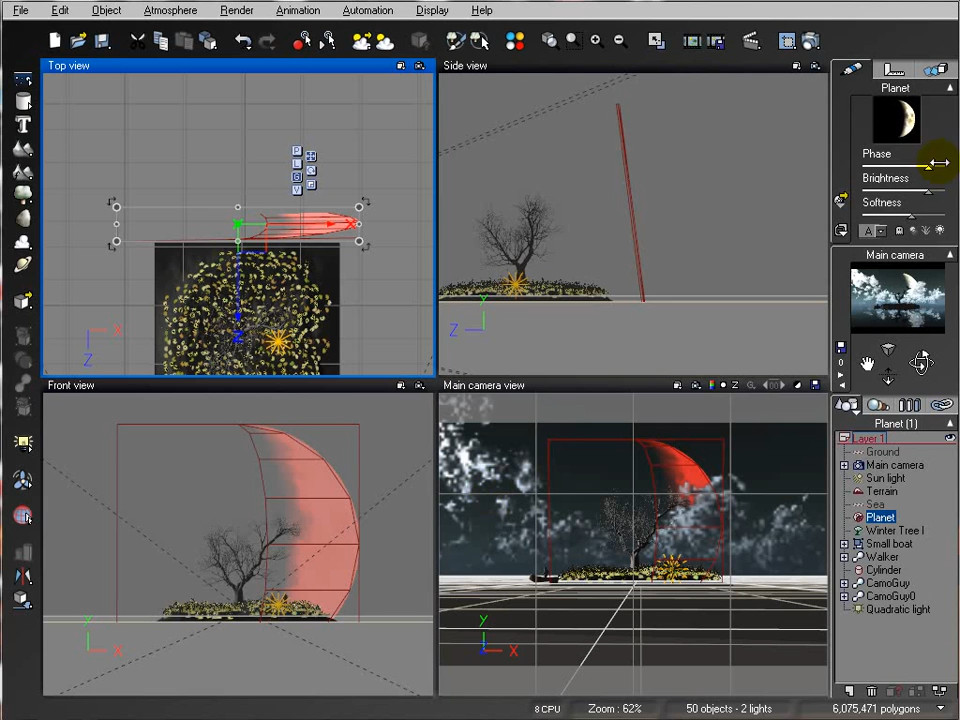 File Edit Object Atmosphere Render Animation Automation Display Help
Top view
Side view
Planet
Phase
Brightness
Softness
P
L
G
V
X
Z
Z
Y
Z
Main camera
Front view
Main camera view
Planet (1)
Layer 1
Ground
Main camera
Sun light
Terrain
Sea
Planet
Winter Tree I
Small boat
Walker
Cylinder
CamoGuy
CamoGuy0
Quadratic light
Y
X
Y
Z
X
8 CPU Zoom : 62% 50 objects - 2 lights 6,075,471 polygons